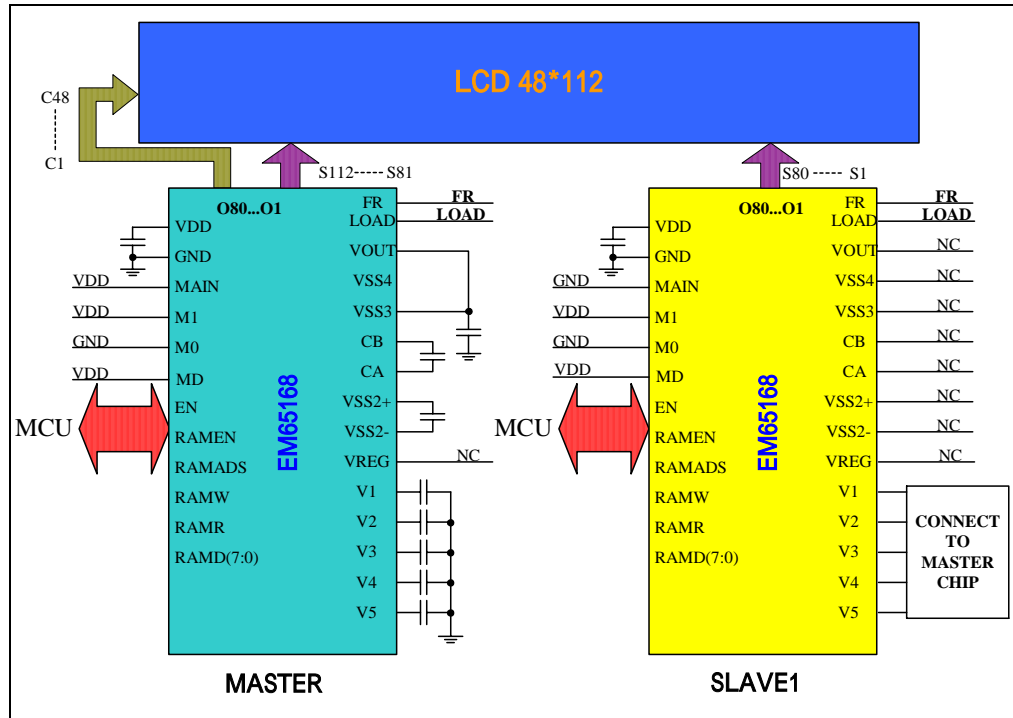 LCD 48*112
C48
C1
S112----- S81
S80 ----- S1
O80...O1
FR
FR
LOAD
LOAD
VDD
VOUT
GND
VSS4
VDD
MAIN
VSS3
VDD
M1
CB
GND
M0
CA
VDD
MD
VSS2+
EN
VSS2-
MCU
RAMEN
VREG
NC
RAMADS
V1
RAMW
V2
RAMR
V3
RAMD(7:0)
V4
V5
EM65168
MASTER
O80...O1
FR
FR
LOAD
LOAD
VDD
VOUT
NC
GND
VSS4
NC
GND
MAIN
VSS3
NC
VDD
M1
CB
NC
GND
M0
CA
NC
VDD
MD
VSS2+
NC
EN
VSS2-
NC
MCU
RAMEN
VREG
NC
RAMADS
V1
RAMW
V2
RAMR
V3
RAMD(7:0)
V4
V5
EM65168
CONNECT
TO
MASTER
CHIP
SLAVE1